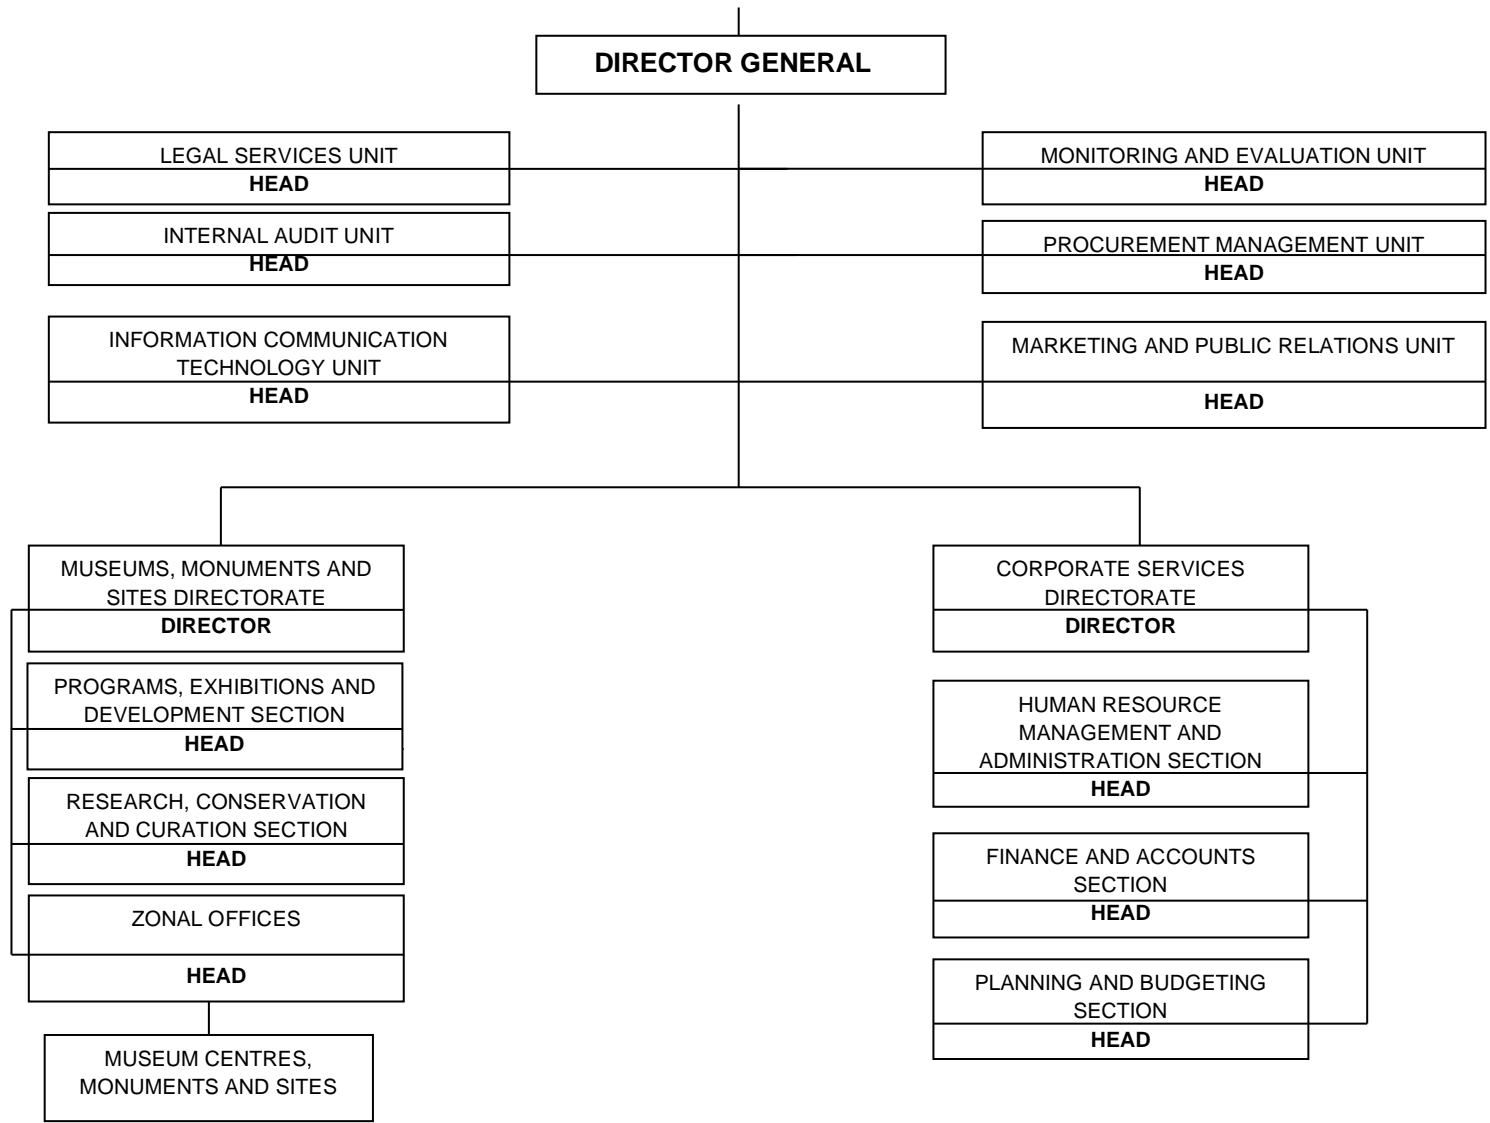 DIRECTOR GENERAL
LEGAL SERVICES UNIT
HEAD
MONITORING AND EVALUATION UNIT
HEAD
INTERNAL AUDIT UNIT
HEAD
PROCUREMENT MANAGEMENT UNIT
HEAD
INFORMATION COMMUNICATION
TECHNOLOGY UNIT
HEAD
MARKETING AND PUBLIC RELATIONS UNIT
HEAD
MUSEUMS, MONUMENTS AND
SITES DIRECTORATE
DIRECTOR
PROGRAMS, EXHIBITIONS AND
DEVELOPMENT SECTION
HEAD
RESEARCH, CONSERVATION
AND CURATION SECTION
HEAD
ZONAL OFFICES
HEAD
MUSEUM CENTRES,
MONUMENTS AND SITES
CORPORATE SERVICES
DIRECTORATE
DIRECTOR
HUMAN RESOURCE
MANAGEMENT AND
ADMINISTRATION SECTION
HEAD
FINANCE AND ACCOUNTS
SECTION
HEAD
PLANNING AND BUDGETING
SECTION
HEAD